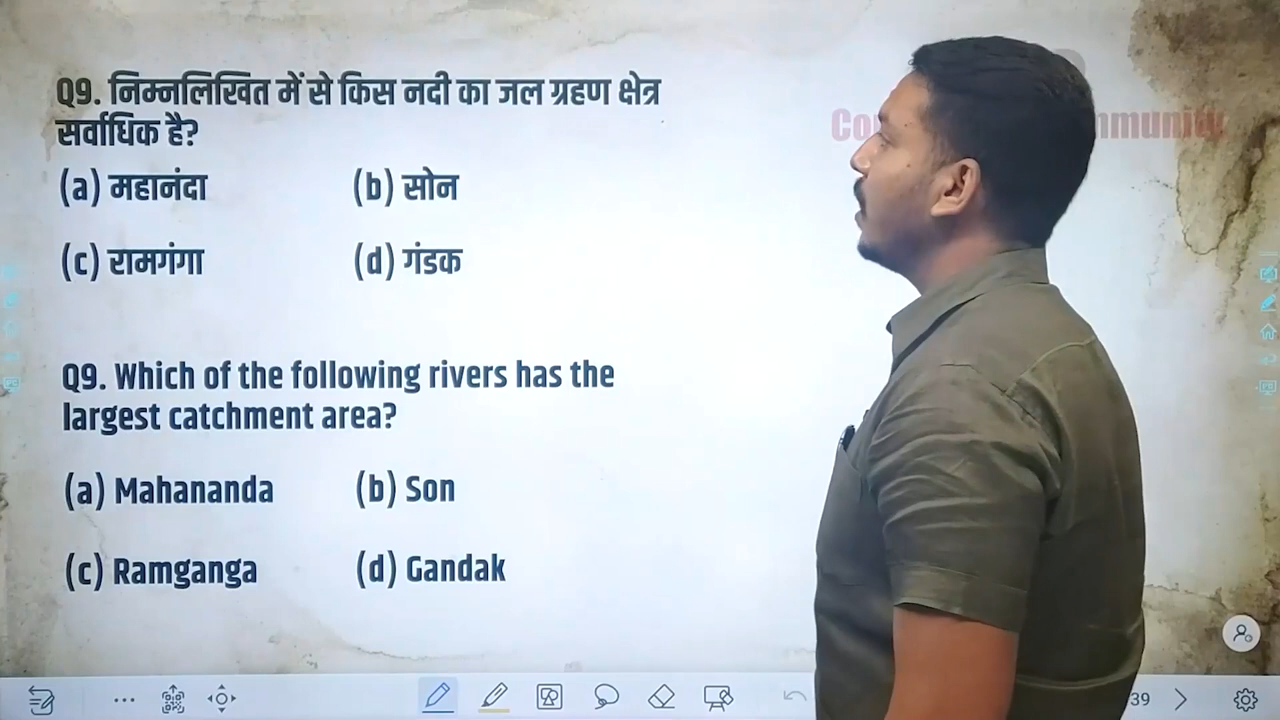 Q9. निम्नलिखित में से किस नदी का जल ग्रहण क्षेत्र
सर्वाधिक है?
(a) महानंदा (b) सोन
(c) रामगंगा (d) गंडक
Q9. Which of the following rivers has the
largest catchment area?
(a) Mahananda (b) Son
(c) Ramganga (d) Gandak
39